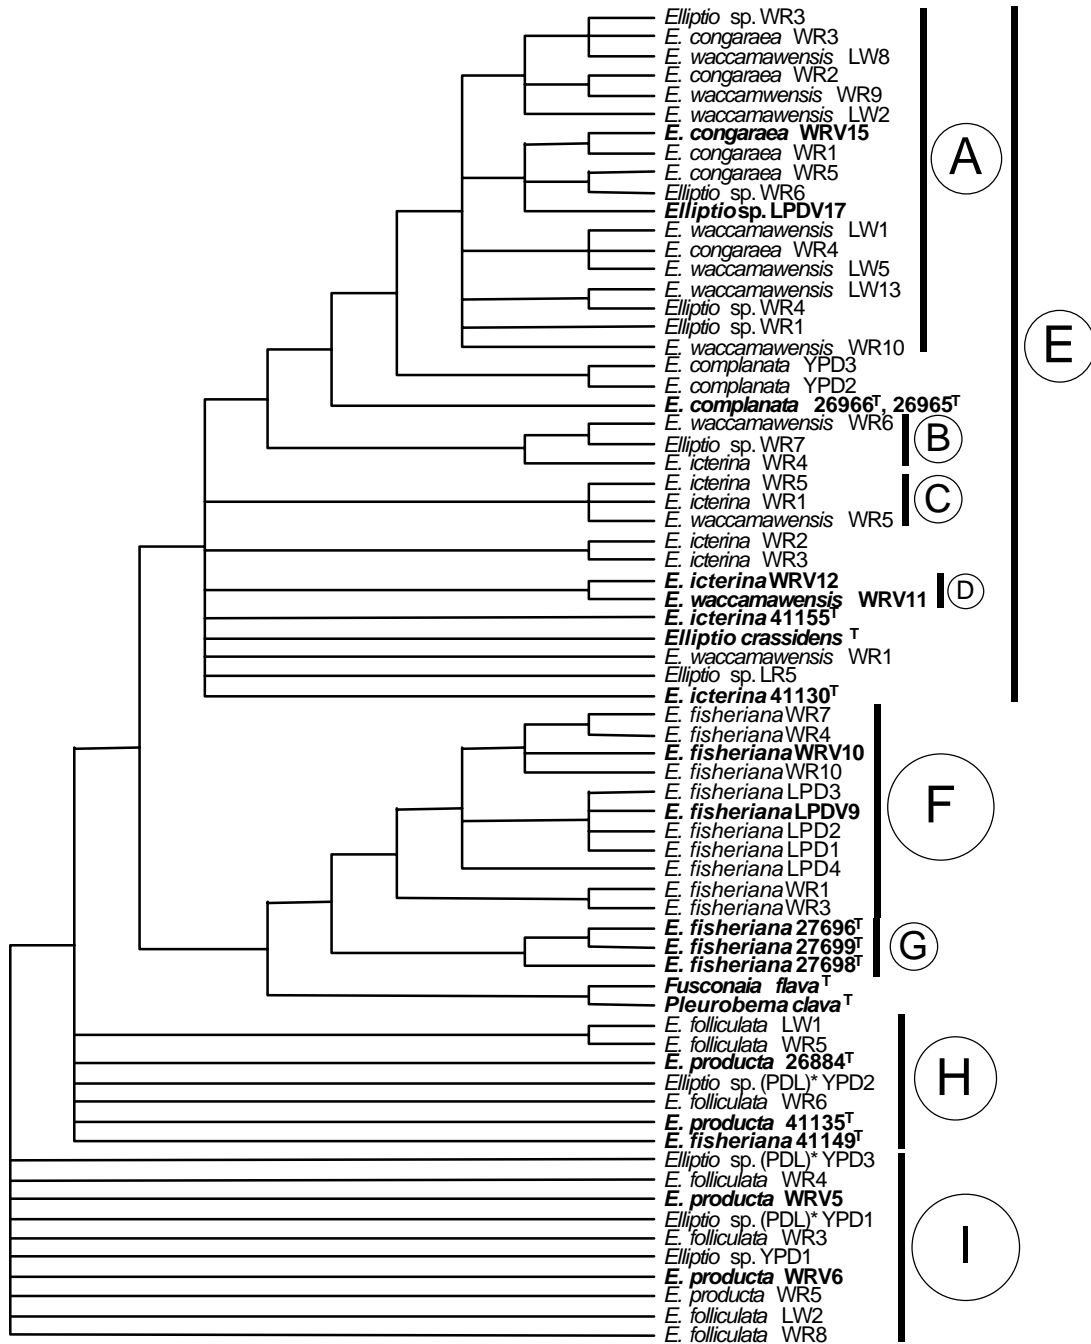 Elliptio sp. WR3
E. congaraea WR3
E. waccamawensis LW8
E. congaraea WR2
E. waccamwensis WR9
E. waccamawensis LW2
E. congaraea WRV15
E. congaraea WR1
E. congaraea WR5
Elliptio sp. WR6
Elliptio sp. LPDV17
E. waccamawensis LW1
E. congaraea WR4
E. waccamawensis LW5
E. waccamawensis LW13
Elliptio sp. WR4
Elliptio sp. WR1
E. waccamawensis WR10
A
E. complanata YPD3
E. complanata YPD2
E. complanata 26966T, 26965T
E. waccamawensis WR6
Elliptio sp. WR7
E. icterina WR4
B
E. icterina WR5
E. icterina WR1
E. waccamawensis WR5
C
E. icterina WR2
E. icterina WR3
E. icterina WRV12
E. waccamawensis WRV11
D
E. icterina 41155T
Elliptio crassidens T
E. waccamawensis WR1
Elliptio sp. LR5
E. icterina 41130T
E
E. fisheriana WR7
E. fisheriana WR4
E. fisheriana WRV10
E. fisheriana WR10
E. fisheriana LPD3
E. fisheriana LPDV9
E. fisheriana LPD2
E. fisheriana LPD1
E. fisheriana LPD4
E. fisheriana WR1
E. fisheriana WR3
F
E. fisheriana 27696T
E. fisheriana 27699T
E. fisheriana 27698T
G
Fusconaia flava T
Pleurobema clava T
E. folliculata LW1
E. folliculata WR5
E. producta 26884T
Elliptio sp. (PDL)* YPD2
E. folliculata WR6
E. producta 41135T
E. fisheriana 41149T
H
Elliptio sp. (PDL)* YPD3
E. folliculata WR4
E. producta WRV5
Elliptio sp. (PDL)* YPD1
E. folliculata WR3
Elliptio sp. YPD1
E. producta WRV6
E. producta WR5
E. folliculata LW2
E. folliculata WR8
I